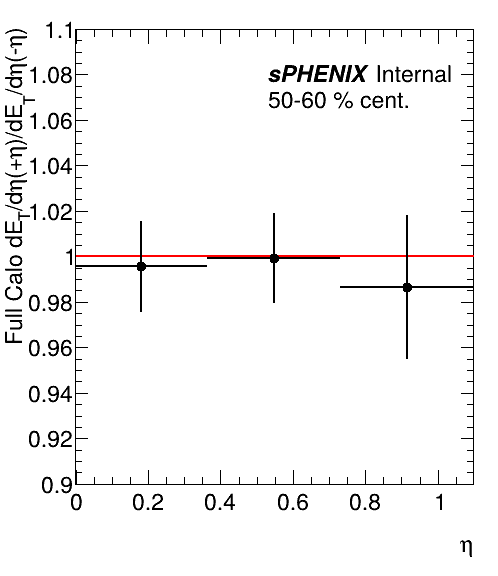 Full Calo dE_T/dη(+η)/dE_T/dη(-η)
sPHENIX Internal
50-60 % cent.
1.1
1.08
1.06
1.04
1.02
1
0.98
0.96
0.94
0.92
0.9
0 0.2 0.4 0.6 0.8 1
η